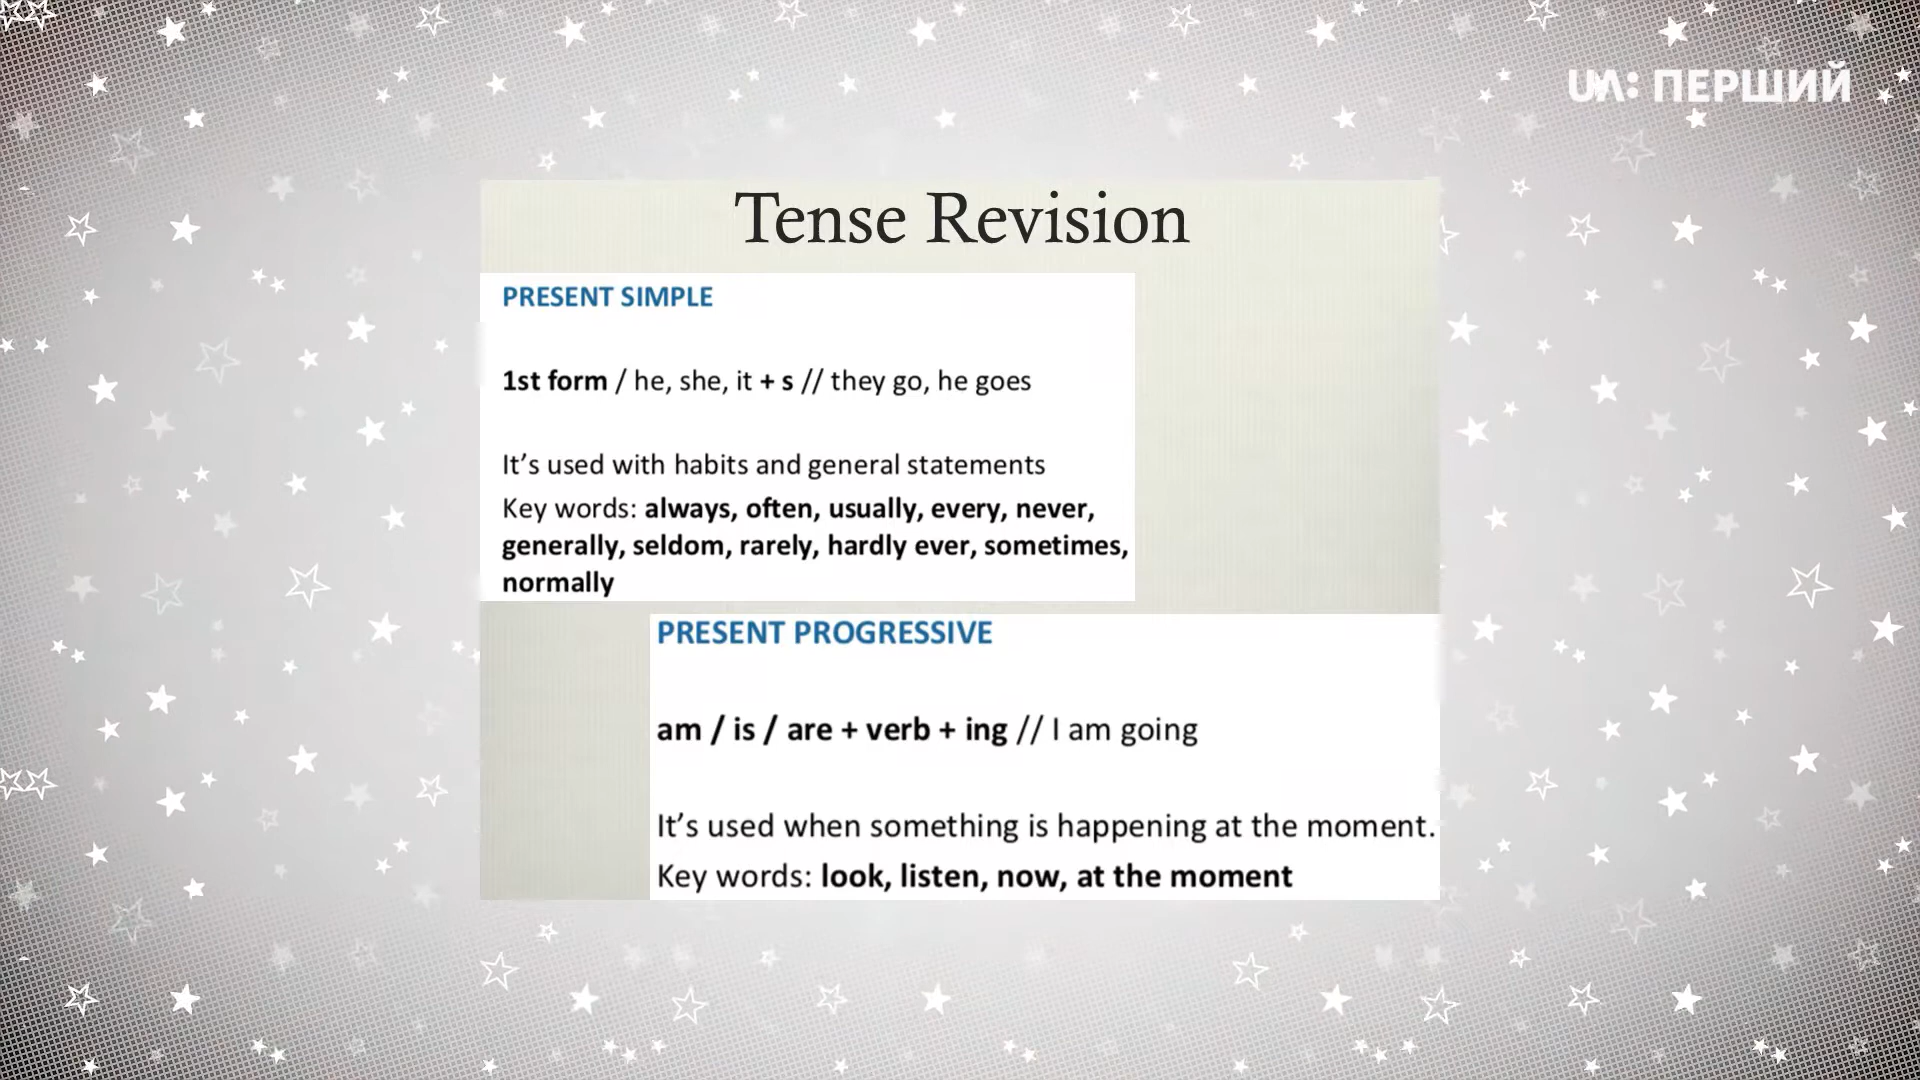 UA: ПЕРШИЙ
Tense Revision
PRESENT SIMPLE
1st form / he, she, it + s // they go, he goes
It’s used with habits and general statements
Key words: always, often, usually, every, never,
generally, seldom, rarely, hardly ever, sometimes,
normally
PRESENT PROGRESSIVE
am / is / are + verb + ing // I am going
It’s used when something is happening at the moment.
Key words: look, listen, now, at the moment